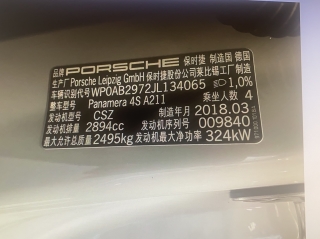 品牌 PORSCHE 保时捷 制造国 德国
生产厂 Porsche Leipzig GmbH 保时捷股份公司莱比锡工厂制造
车辆识别代号 WP0AB2972JL134065 1,0%
整车型号 Panamera 4S A2l1 乘坐人数 4
发动机型号 CSZ 制造年月 2018.03
发动机排量 2894cc 发动机序列号 009840
最大允许总质量 2495kg 发动机最大净功率 324kW